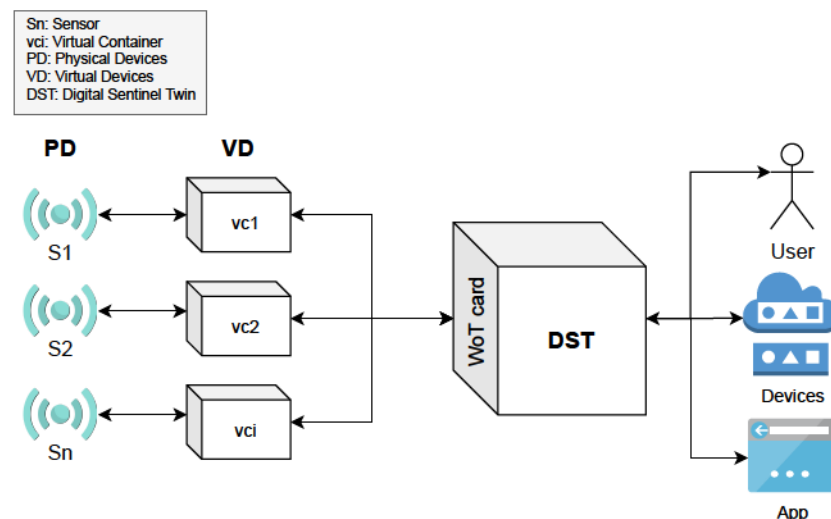 Sn: Sensor
vci: Virtual Container
PD: Physical Devices
VD: Virtual Devices
DST: Digital Sentinel Twin
PD
VD
S1
vc1
S2
vc2
Sn
vci
WoT card
DST
User
Devices
App